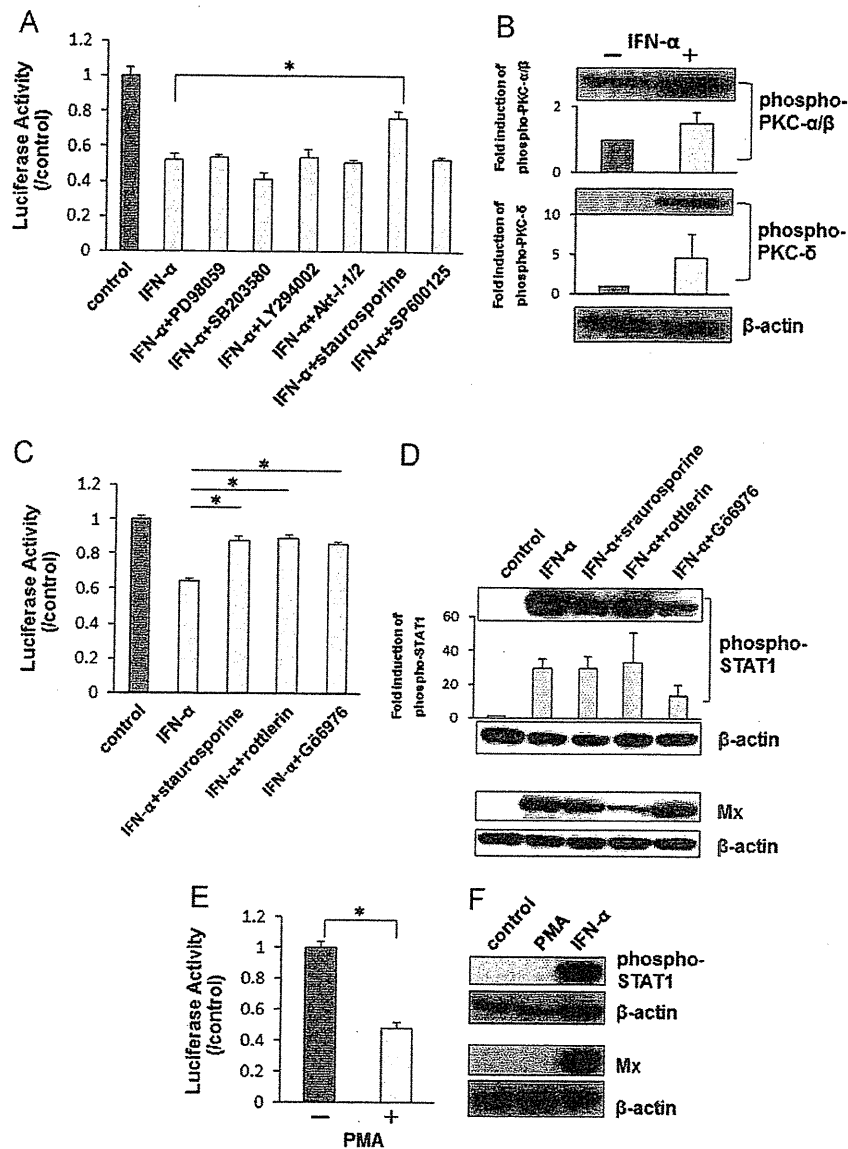 A
Luciferase Activity
(/control)
1.2
1
0.8
0.6
0.4
0.2
0
*
control
IFN-α
IFN-α+PD98059
IFN-α+SB203580
IFN-α+LY294002
IFN-α+Akt-I-1/2
IFN-α+staurosporine
IFN-α+SP600125
B
IFN-α
− +
Fold induction of
phospho-PKC-α/β
2
1
0
phospho-
PKC-α/β
Fold induction of
phospho-PKC-δ
10
5
0
phospho-
PKC-δ
β-actin
C
Luciferase Activity
(/control)
1.2
1
0.8
0.6
0.4
0.2
0
*
*
*
control
IFN-α
IFN-α+staurosporine
IFN-α+rottlerin
IFN-α+Gö6976
D
control
IFN-α
IFN-α+sraurosporine
IFN-α+rottlerin
IFN-α+Gö6976
Fold induction of
phospho-STAT1
60
40
20
0
phospho-
STAT1
β-actin
Mx
β-actin
E
Luciferase Activity
(/control)
1.2
1
0.8
0.6
0.4
0.2
0
*
− +
PMA
F
control
PMA
IFN-α
phospho-
STAT1
β-actin
Mx
β-actin